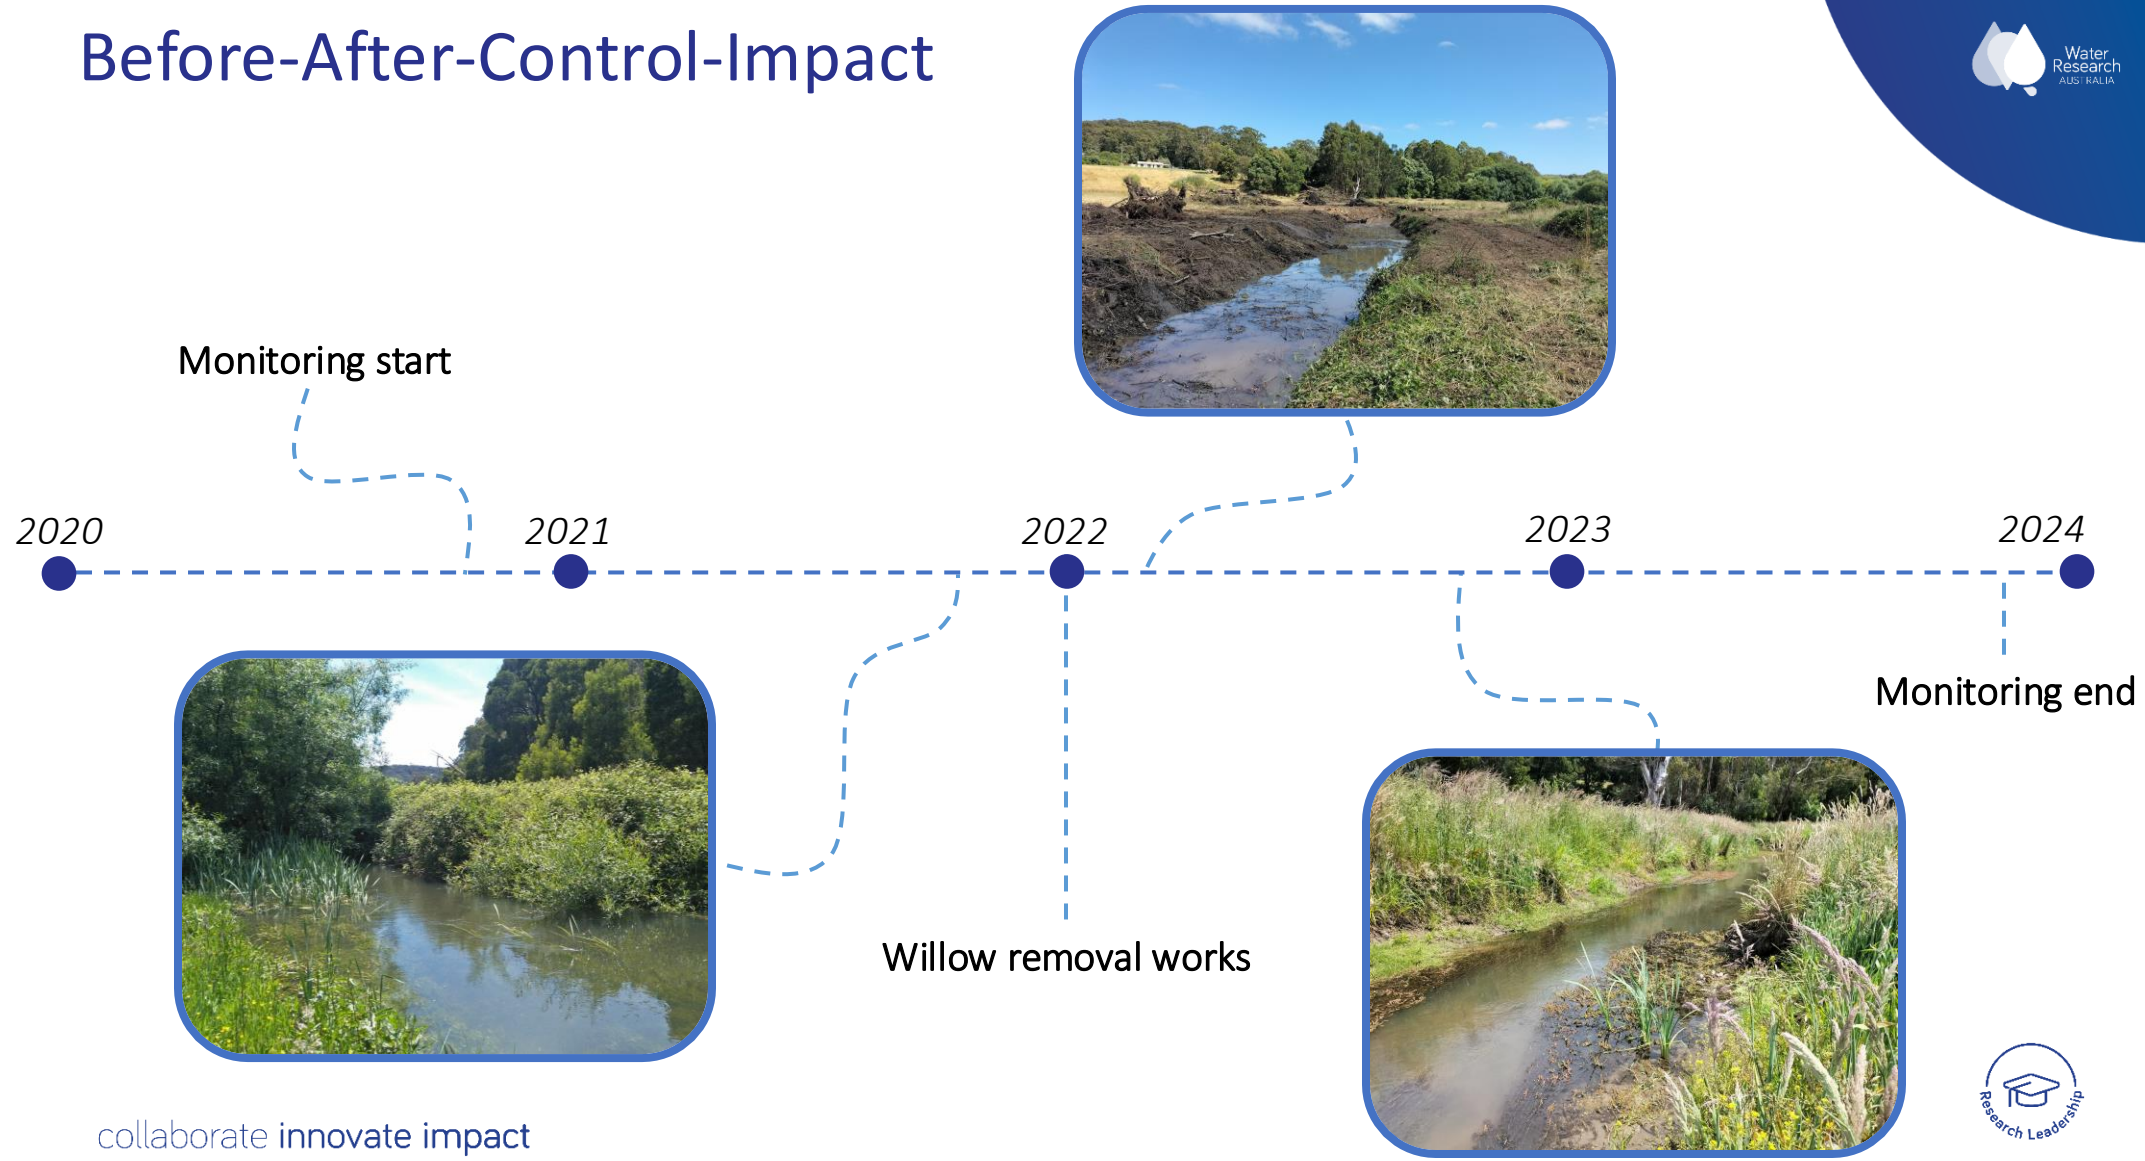 Before-After-Control-Impact
Water
Research
AUSTRALIA
Monitoring start
2020
2021
2022
2023
2024
Monitoring end
Willow removal works
collaborate innovate impact
Research Leadership